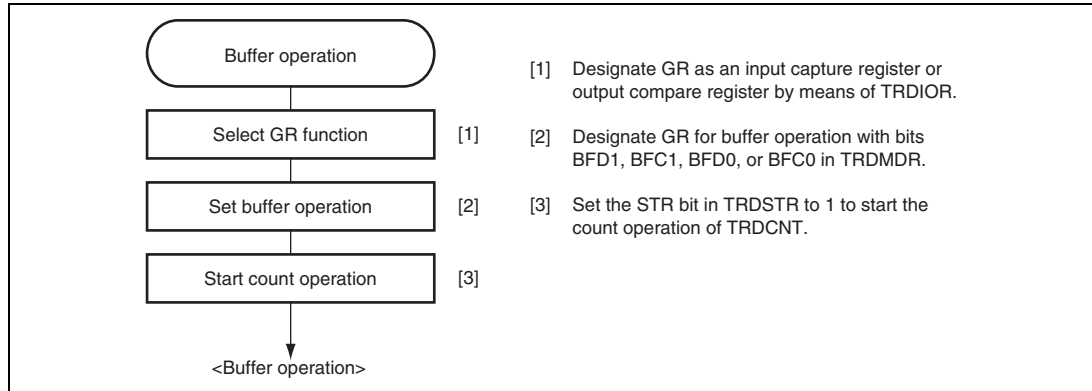 Buffer operation
Select GR function
[1]
Set buffer operation
[2]
Start count operation
[3]
<Buffer operation>
[1] Designate GR as an input capture register or
output compare register by means of TRDIOR.
[2] Designate GR for buffer operation with bits
BFD1, BFC1, BFD0, or BFC0 in TRDMDR.
[3] Set the STR bit in TRDSTR to 1 to start the
count operation of TRDCNT.